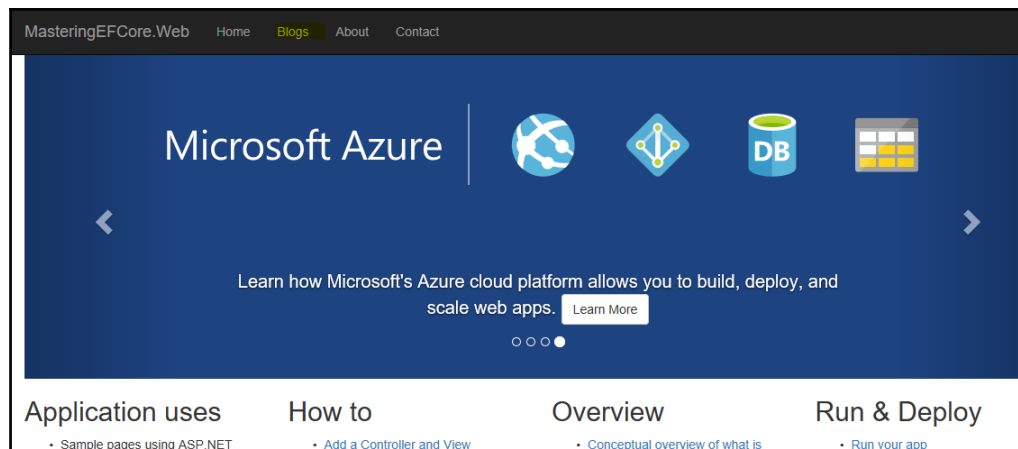 MasteringEFCore.Web Home Blogs About Contact
Microsoft Azure
DB
Learn how Microsoft's Azure cloud platform allows you to build, deploy, and
scale web apps. Learn More
Application uses How to Overview Run & Deploy
• Sample pages using ASP.NET • Add a Controller and View • Conceptual overview of what is • Run your app